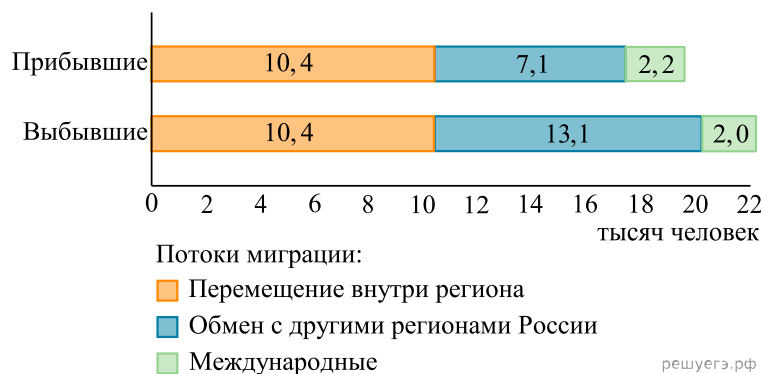 Прибывшие 10,4 7,1 2,2
Выбывшие 10,4 13,1 2,0
0 2 4 6 8 10 12 14 16 18 20 22
тысяч человек
Потоки миграции:
Перемещение внутри региона
Обмен с другими регионами России
Международные
решуегэ.рф